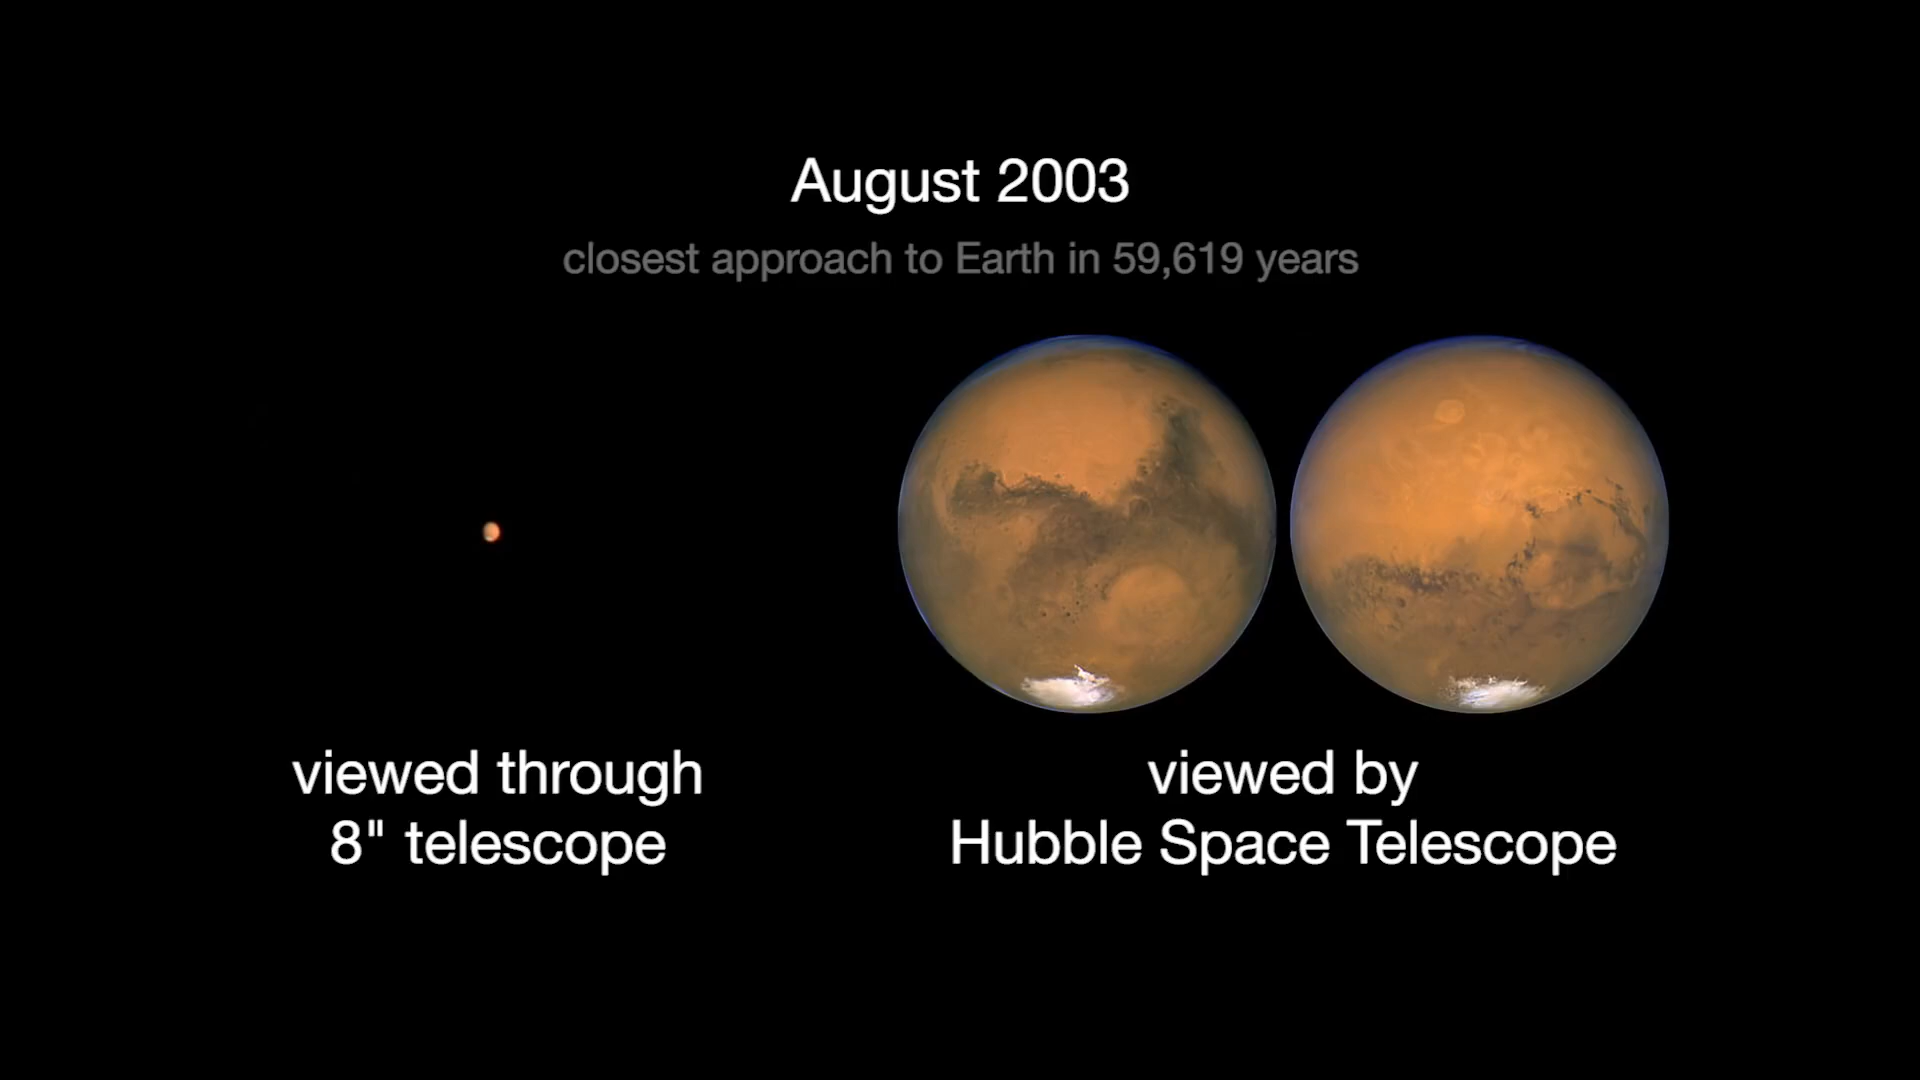 August 2003
closest approach to Earth in 59,619 years
viewed through
8" telescope
viewed by
Hubble Space Telescope